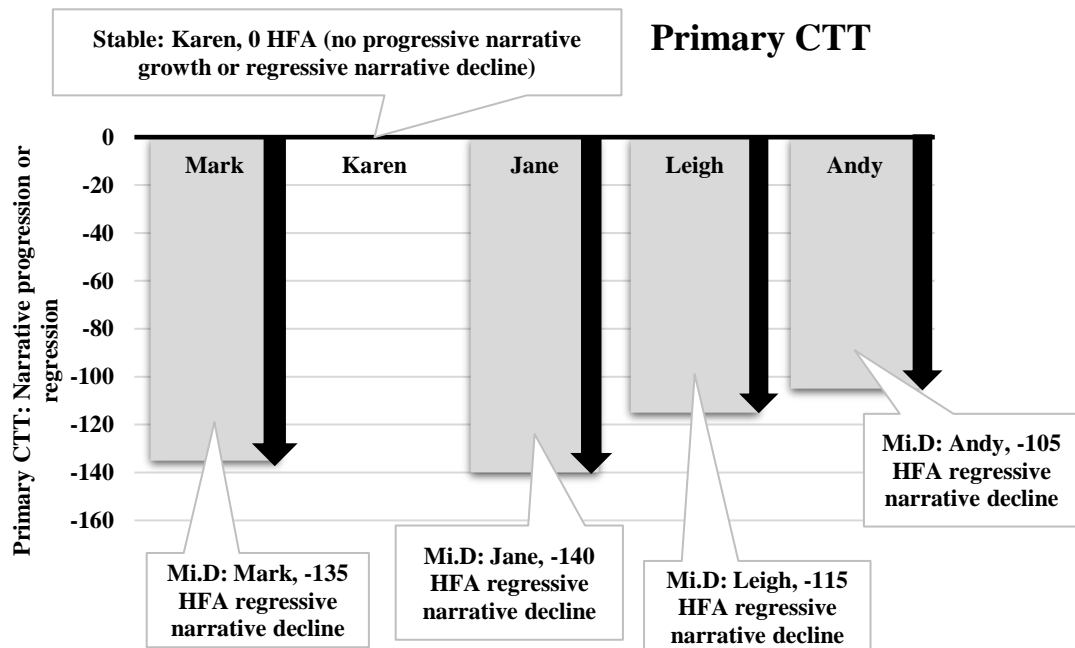 Stable: Karen, 0 HFA (no progressive narrative
growth or regressive narrative decline)
Primary CTT
Primary CTT: Narrative progression or
regression
0
-20
-40
-60
-80
-100
-120
-140
-160
Mark
Karen
Jane
Leigh
Andy
Mi.D: Mark, -135
HFA regressive
narrative decline
Mi.D: Jane, -140
HFA regressive
narrative decline
Mi.D: Leigh, -115
HFA regressive
narrative decline
Mi.D: Andy, -105
HFA regressive
narrative decline